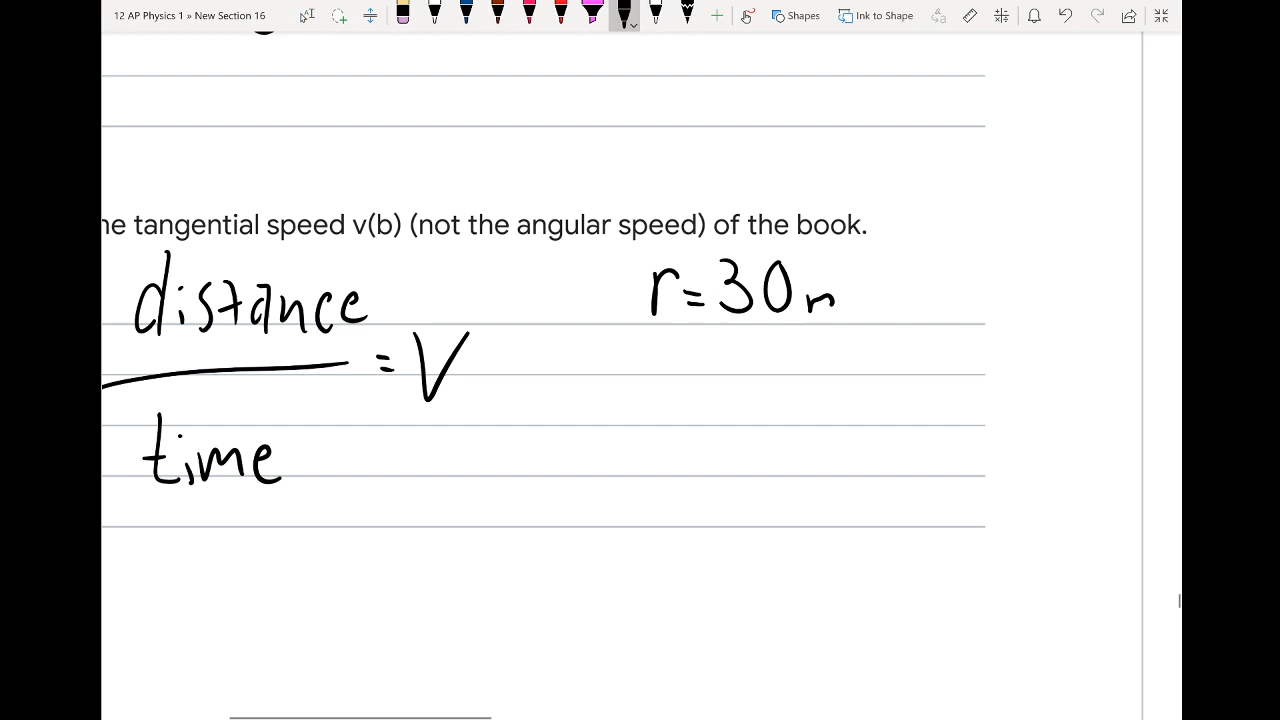 12 AP Physics 1 » New Section 16
Shapes
Ink to Shape
he tangential speed v(b) (not the angular speed) of the book.
distance
r=30m
= V
time